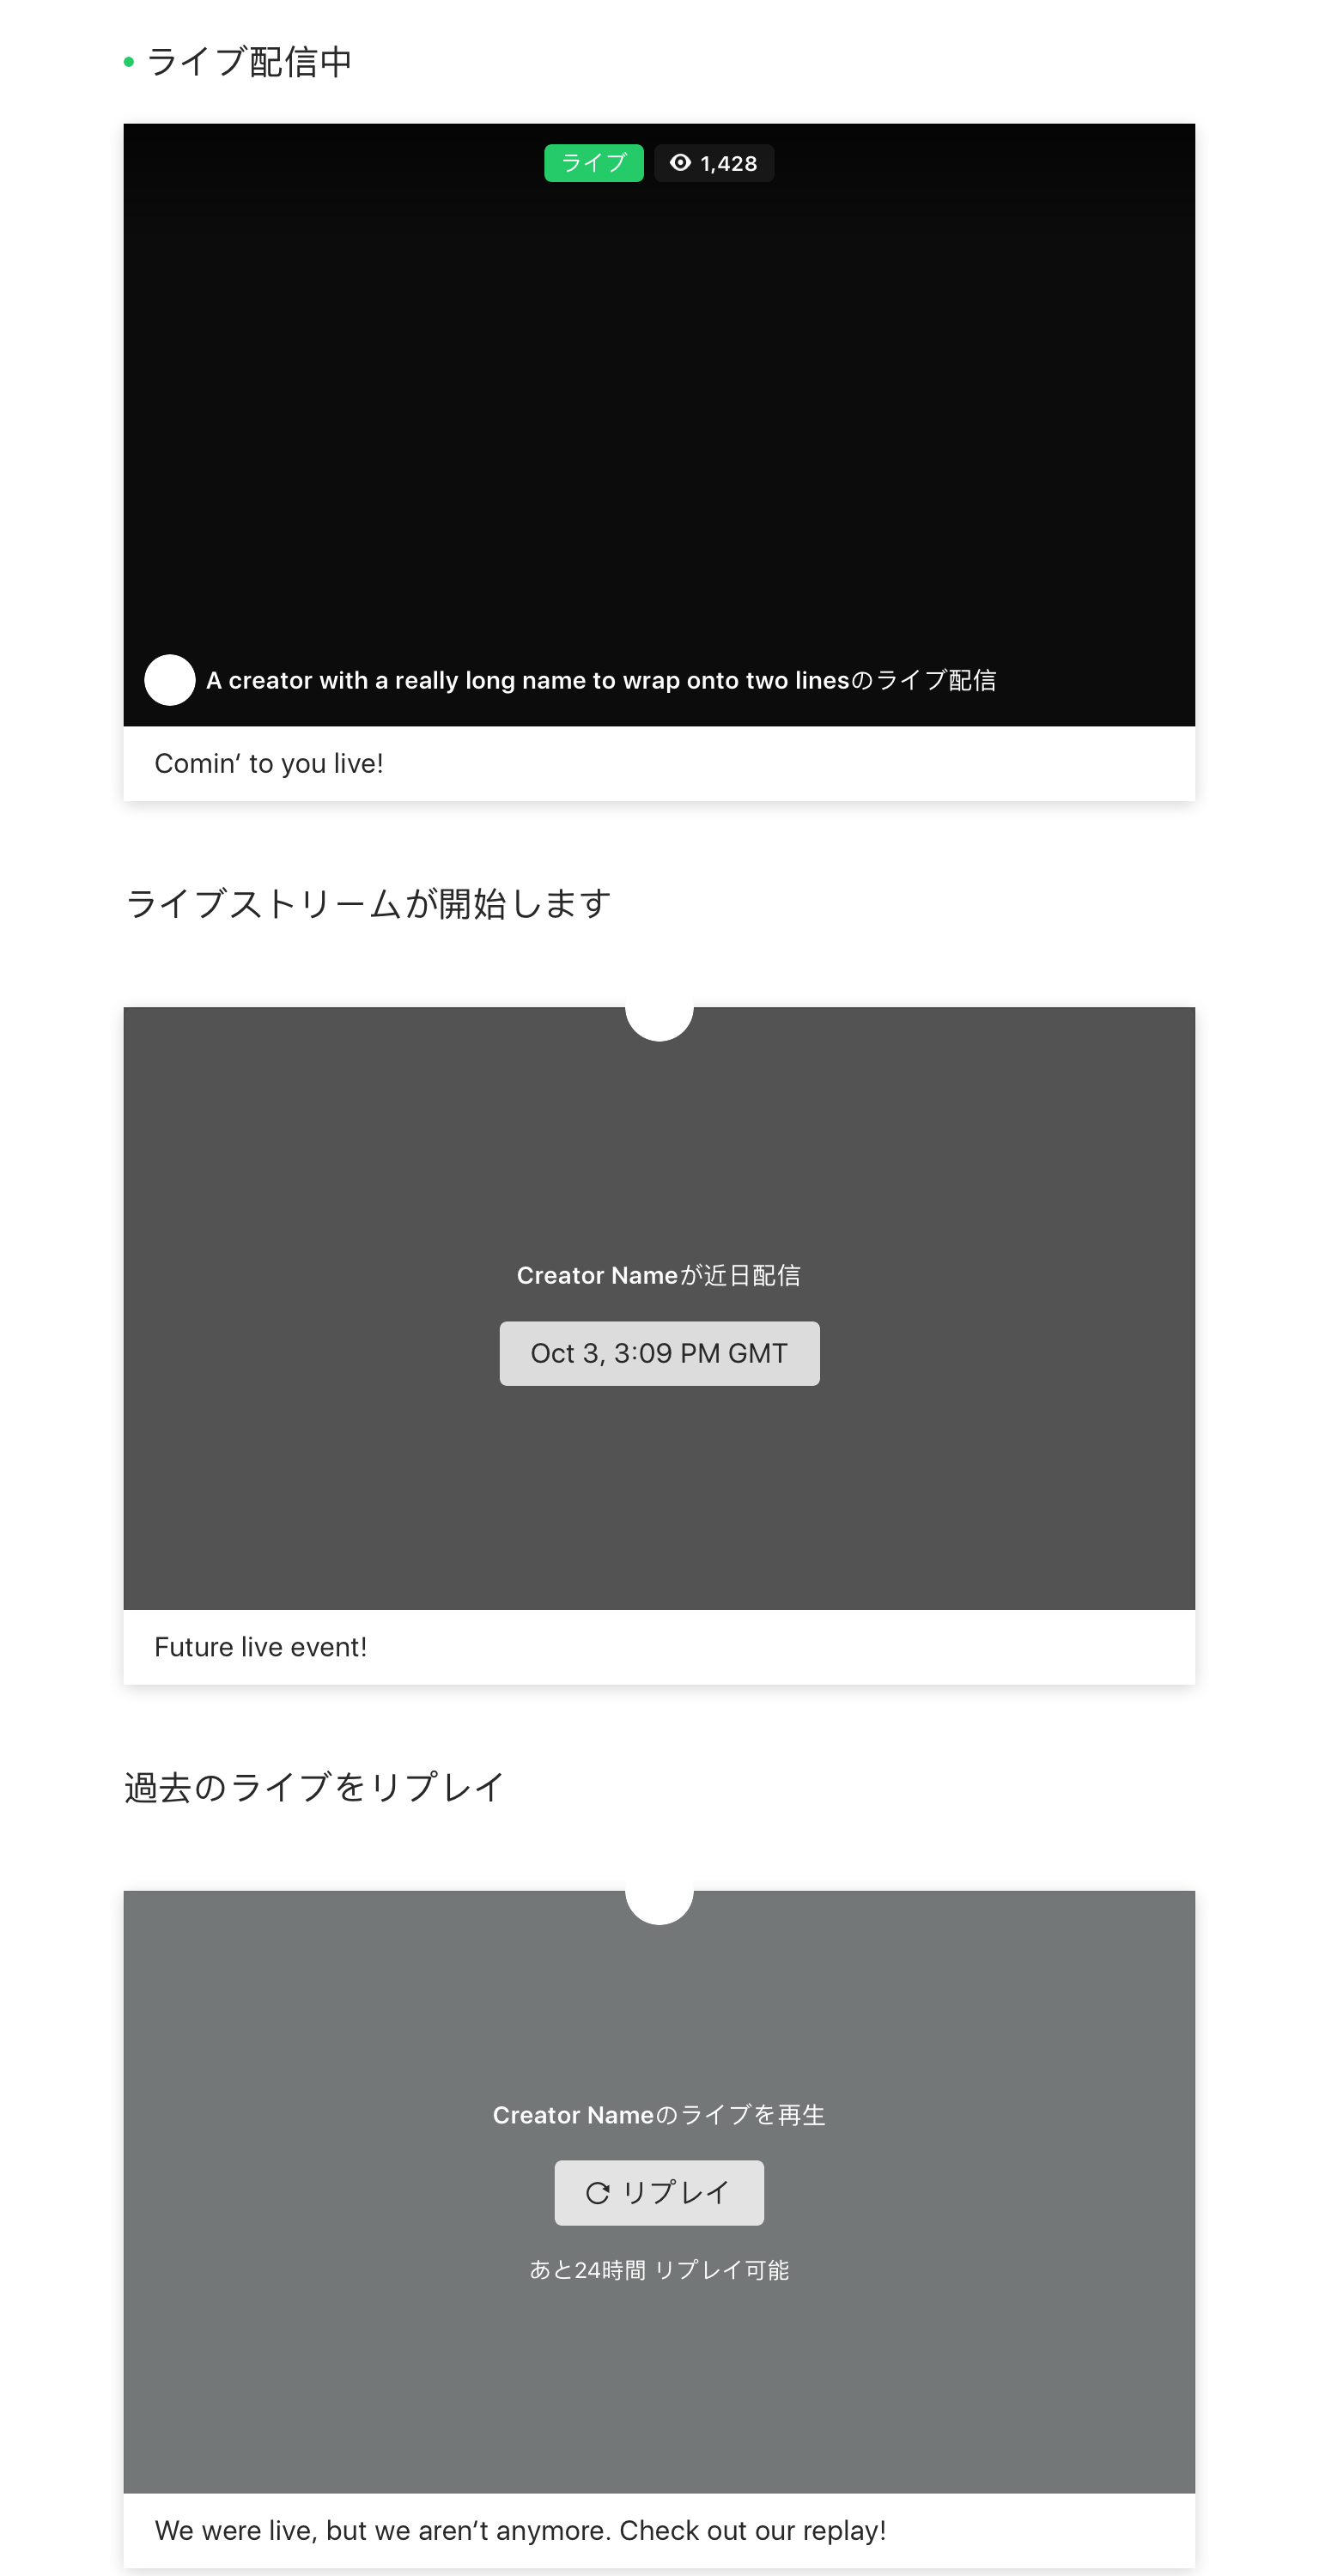 ライブ配信中
ライブ 1,428
A creator with a really long name to wrap onto two linesのライブ配信
Comin‘ to you live!
ライブストリームが開始します
Creator Nameが近日配信
Oct 3, 3:09 PM GMT
Future live event!
過去のライブをリプレイ
Creator Nameのライブを再生
リプレイ
あと24時間 リプレイ可能
We were live, but we aren‘t anymore. Check out our replay!